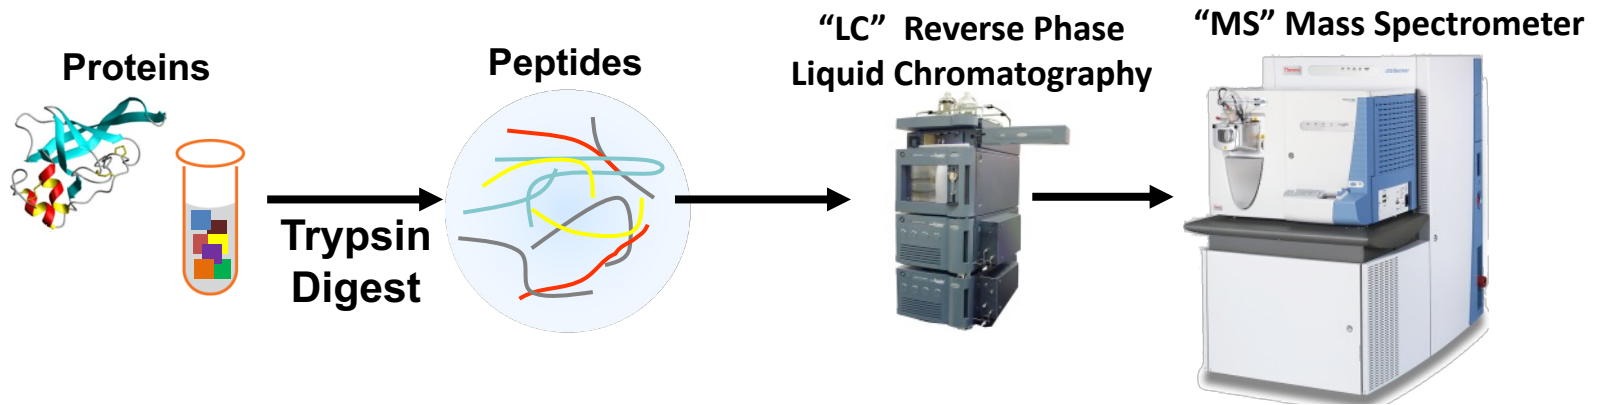 Proteins
Trypsin
Digest
Peptides
“LC” Reverse Phase
Liquid Chromatography
“MS” Mass Spectrometer